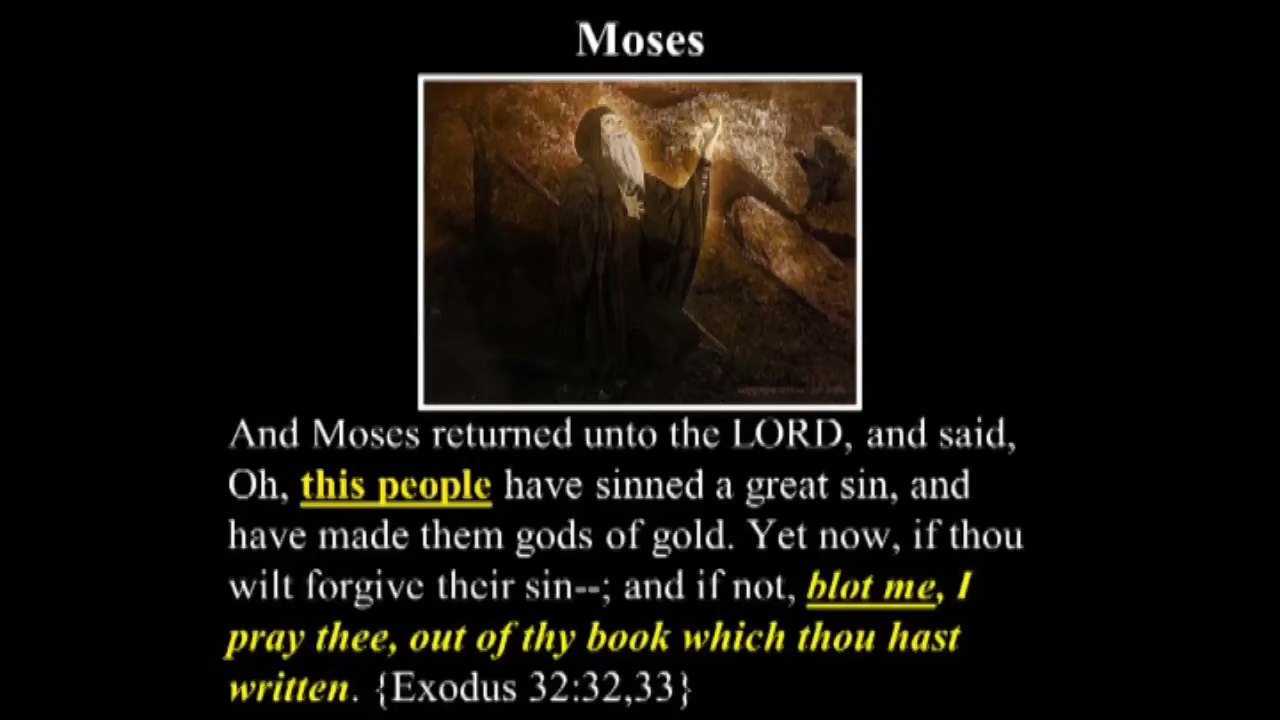 Moses
And Moses returned unto the LORD, and said,
Oh, this people have sinned a great sin, and
have made them gods of gold. Yet now, if thou
wilt forgive their sin--; and if not, blot me, I
pray thee, out of thy book which thou hast
written. {Exodus 32:32,33}